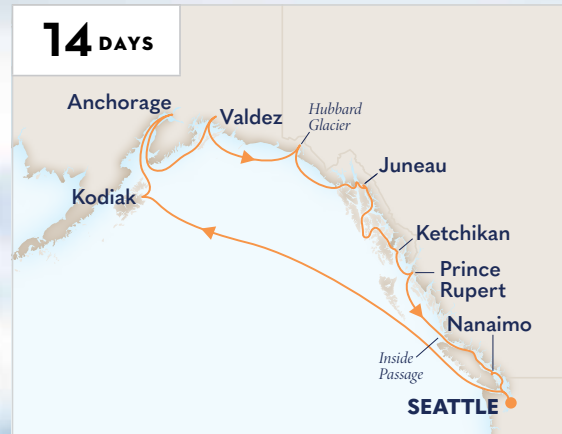 14 DAYS
Anchorage
Valdez
Hubbard
Glacier
Juneau
Kodiak
Ketchikan
Prince
Rupert
Nanaimo
Inside
Passage
SEATTLE